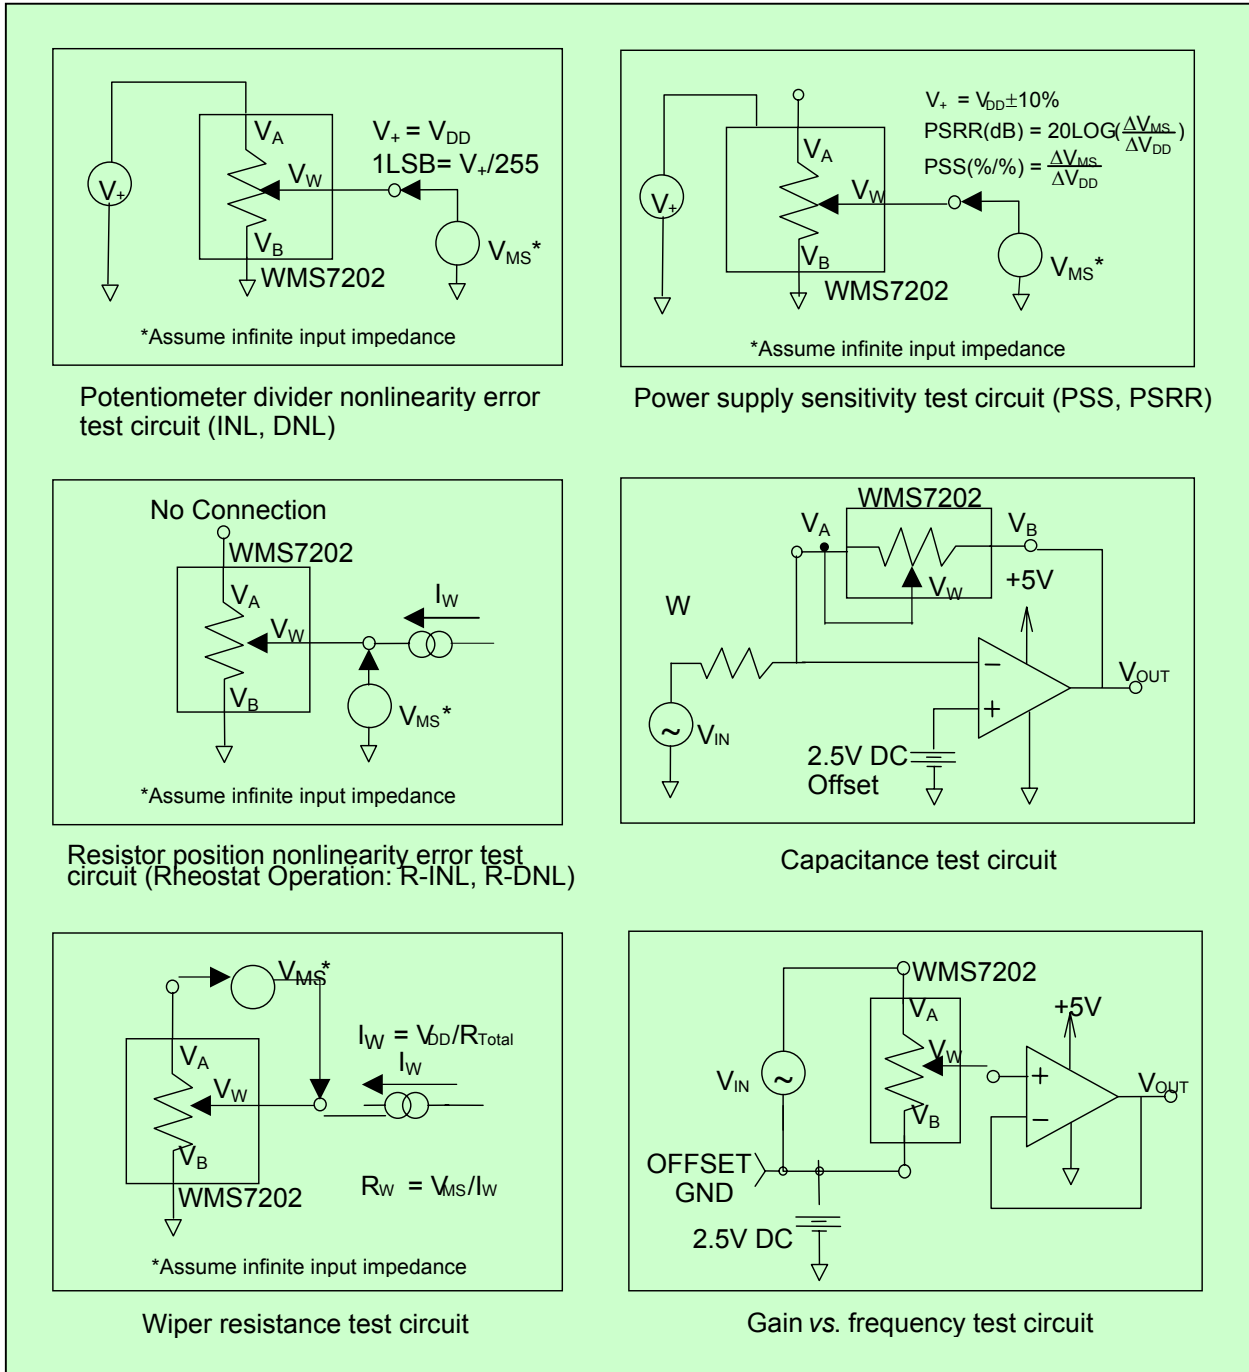 V+
VA
VW
VB
WMS7202
V+ = VDD
1LSB= V+/255
VMS*
*Assume infinite input impedance
Potentiometer divider nonlinearity error
test circuit (INL, DNL)
V+
VA
VW
VB
WMS7202
V+ = VDD±10%
PSRR(dB) = 20LOG(ΔVMS/ΔVDD)
PSS(%/%) = ΔVMS/ΔVDD
VMS*
*Assume infinite input impedance
Power supply sensitivity test circuit (PSS, PSRR)
No Connection
WMS7202
VA
VW
VB
IW
VMS*
*Assume infinite input impedance
Resistor position nonlinearity error test
circuit (Rheostat Operation: R-INL, R-DNL)
WMS7202
VA
VB
VW
+5V
W
−
+
VOUT
~
VIN
2.5V DC
Offset
Capacitance test circuit
VMS*
VA
VW
VB
WMS7202
IW = VDD/RTotal
IW
RW = VMS/IW
*Assume infinite input impedance
Wiper resistance test circuit
WMS7202
VA
VW
VB
+5V
VIN
~
+
−
VOUT
OFFSET
GND
2.5V DC
Gain vs. frequency test circuit